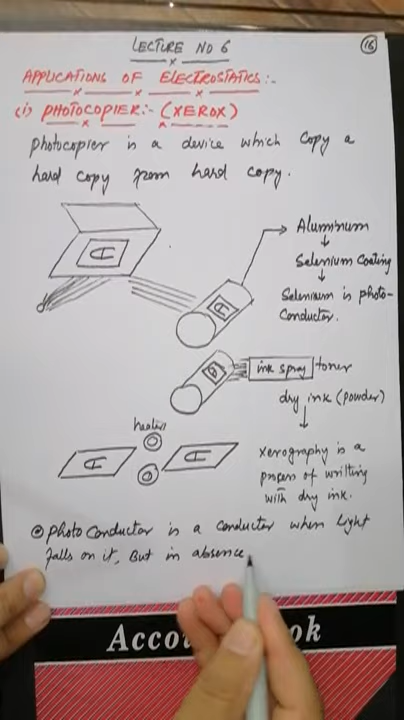 LECTURE NO 6
16
APPLICATIONS OF ELECTROSTATICS:-
(i) PHOTOCOPIER:- (XEROX)
Photocopier is a device which copy a
hard copy from hard copy.
Aluminum
Selenium Coating
Selenium is photo-
Conductor.
A
A
ink spray toner
A
dry ink (powder)
heater
A
A
xerography is a
process of writting
with dry ink.
Photo Conductor is a conductor when light
falls on it, But in absence
Acco ok